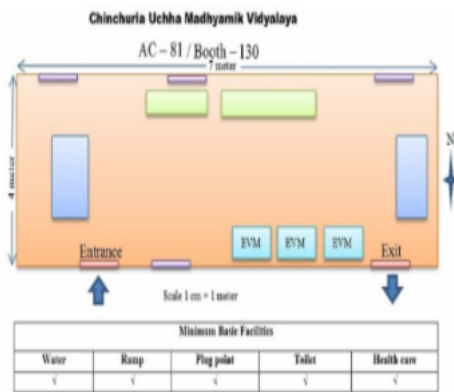 Chinchuria Uchha Madhyamik Vidyalaya
AC – 81 / Booth – 130
7 meter
4 meter
N
EVM EVM EVM
Entrance
Exit
Scale 1 cm = 1 meter
Minimum Basic Facilities
Water Ramp Plug point Toilet Health care
√ √ √ √ √